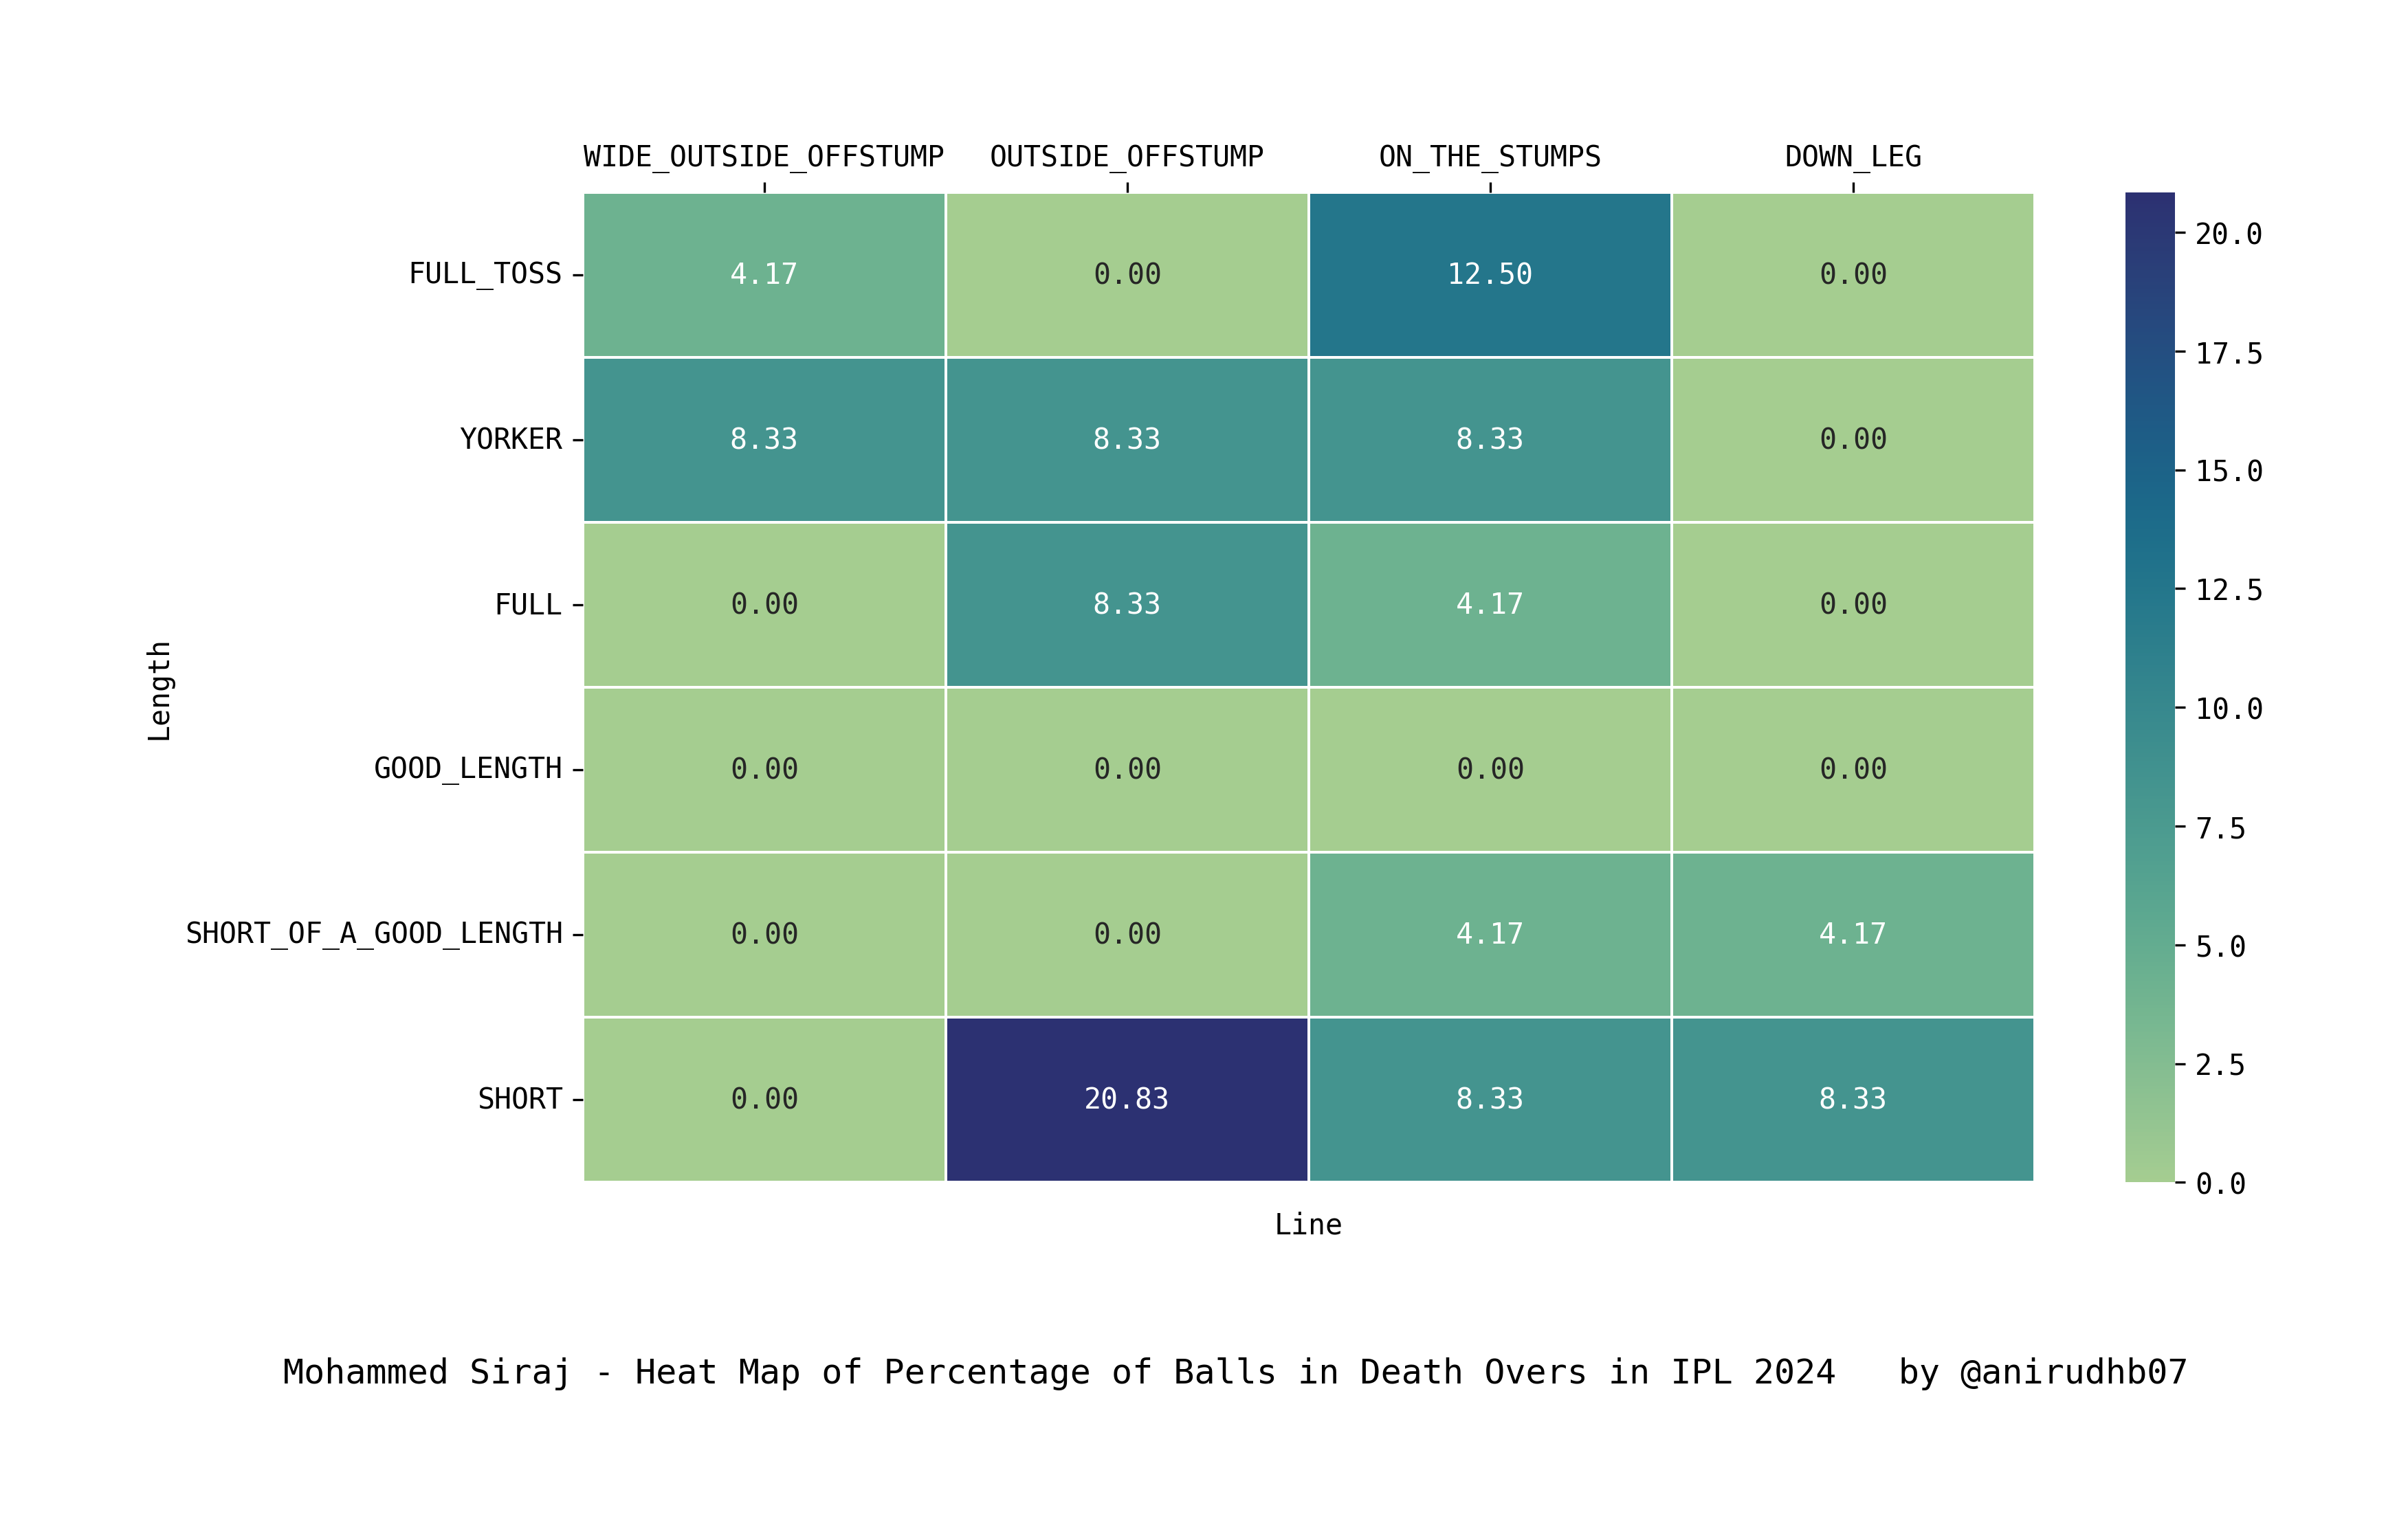 WIDE_OUTSIDE_OFFSTUMP OUTSIDE_OFFSTUMP ON_THE_STUMPS DOWN_LEG
FULL_TOSS 4.17 0.00 12.50 0.00
YORKER 8.33 8.33 8.33 0.00
FULL 0.00 8.33 4.17 0.00
GOOD_LENGTH 0.00 0.00 0.00 0.00
SHORT_OF_A_GOOD_LENGTH 0.00 0.00 4.17 4.17
SHORT 0.00 20.83 8.33 8.33
Length
Line
20.0
17.5
15.0
12.5
10.0
7.5
5.0
2.5
0.0
Mohammed Siraj - Heat Map of Percentage of Balls in Death Overs in IPL 2024 by @anirudhb07